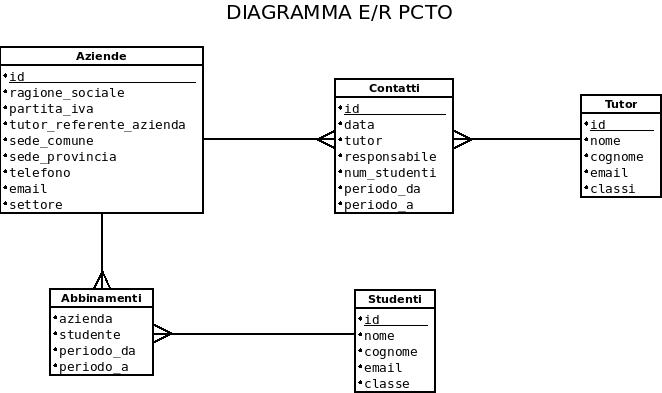 DIAGRAMMA E/R PCTO
Aziende
id
ragione_sociale
partita_iva
tutor_referente_azienda
sede_comune
sede_provincia
telefono
email
settore
Contatti
id
data
tutor
responsabile
num_studenti
periodo_da
periodo_a
Tutor
id
nome
cognome
email
classi
Abbinamenti
azienda
studente
periodo_da
periodo_a
Studenti
id
nome
cognome
email
classe